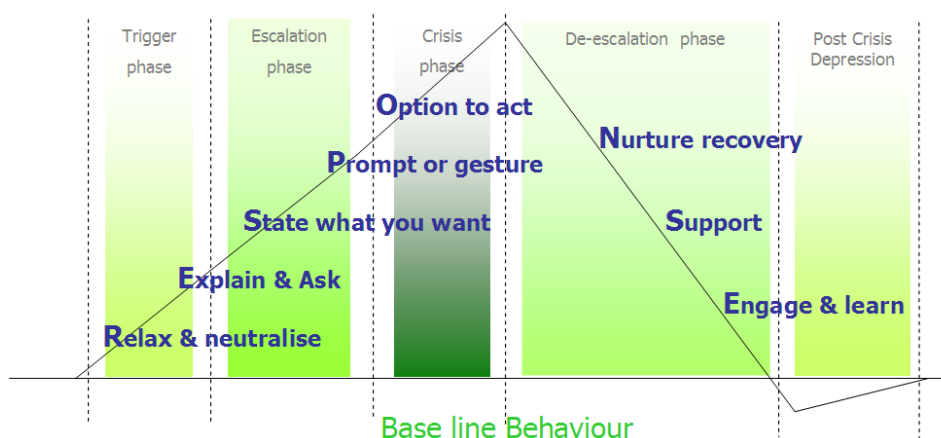 Trigger
phase
Escalation
phase
Crisis
phase
De-escalation phase
Post Crisis
Depression
Option to act
Prompt or gesture
State what you want
Explain & Ask
Relax & neutralise
Nurture recovery
Support
Engage & learn
Base line Behaviour